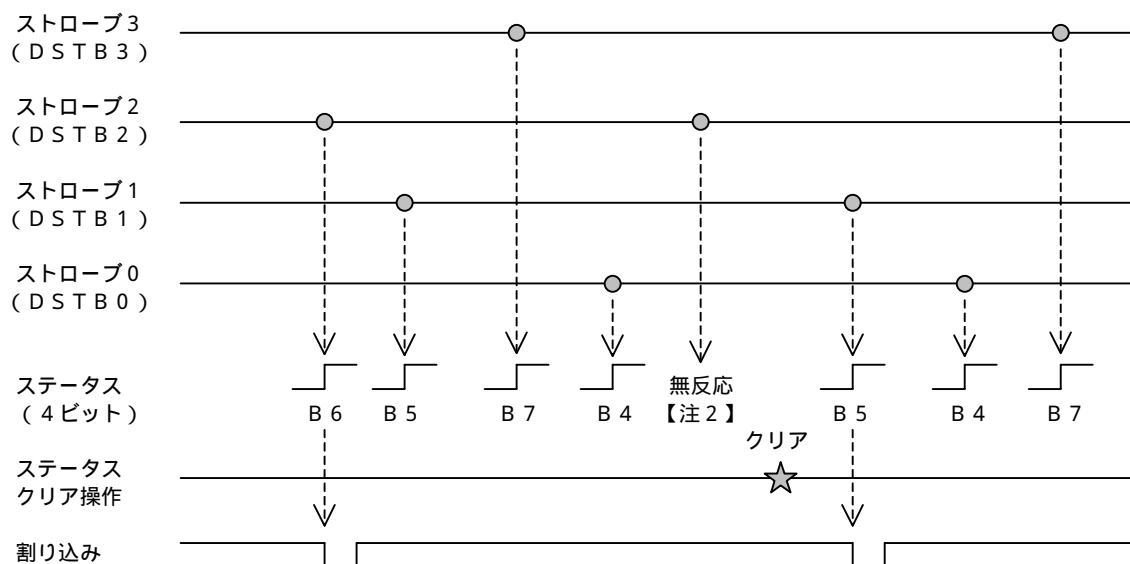 ストローブ3
(DSTB3)
ストローブ2
(DSTB2)
ストローブ1
(DSTB1)
ストローブ0
(DSTB0)
ステータス
(4ビット)
B6
B5
B7
B4
無反応
【注2】
B5
B4
B7
クリア
ステータス
クリア操作
割り込み